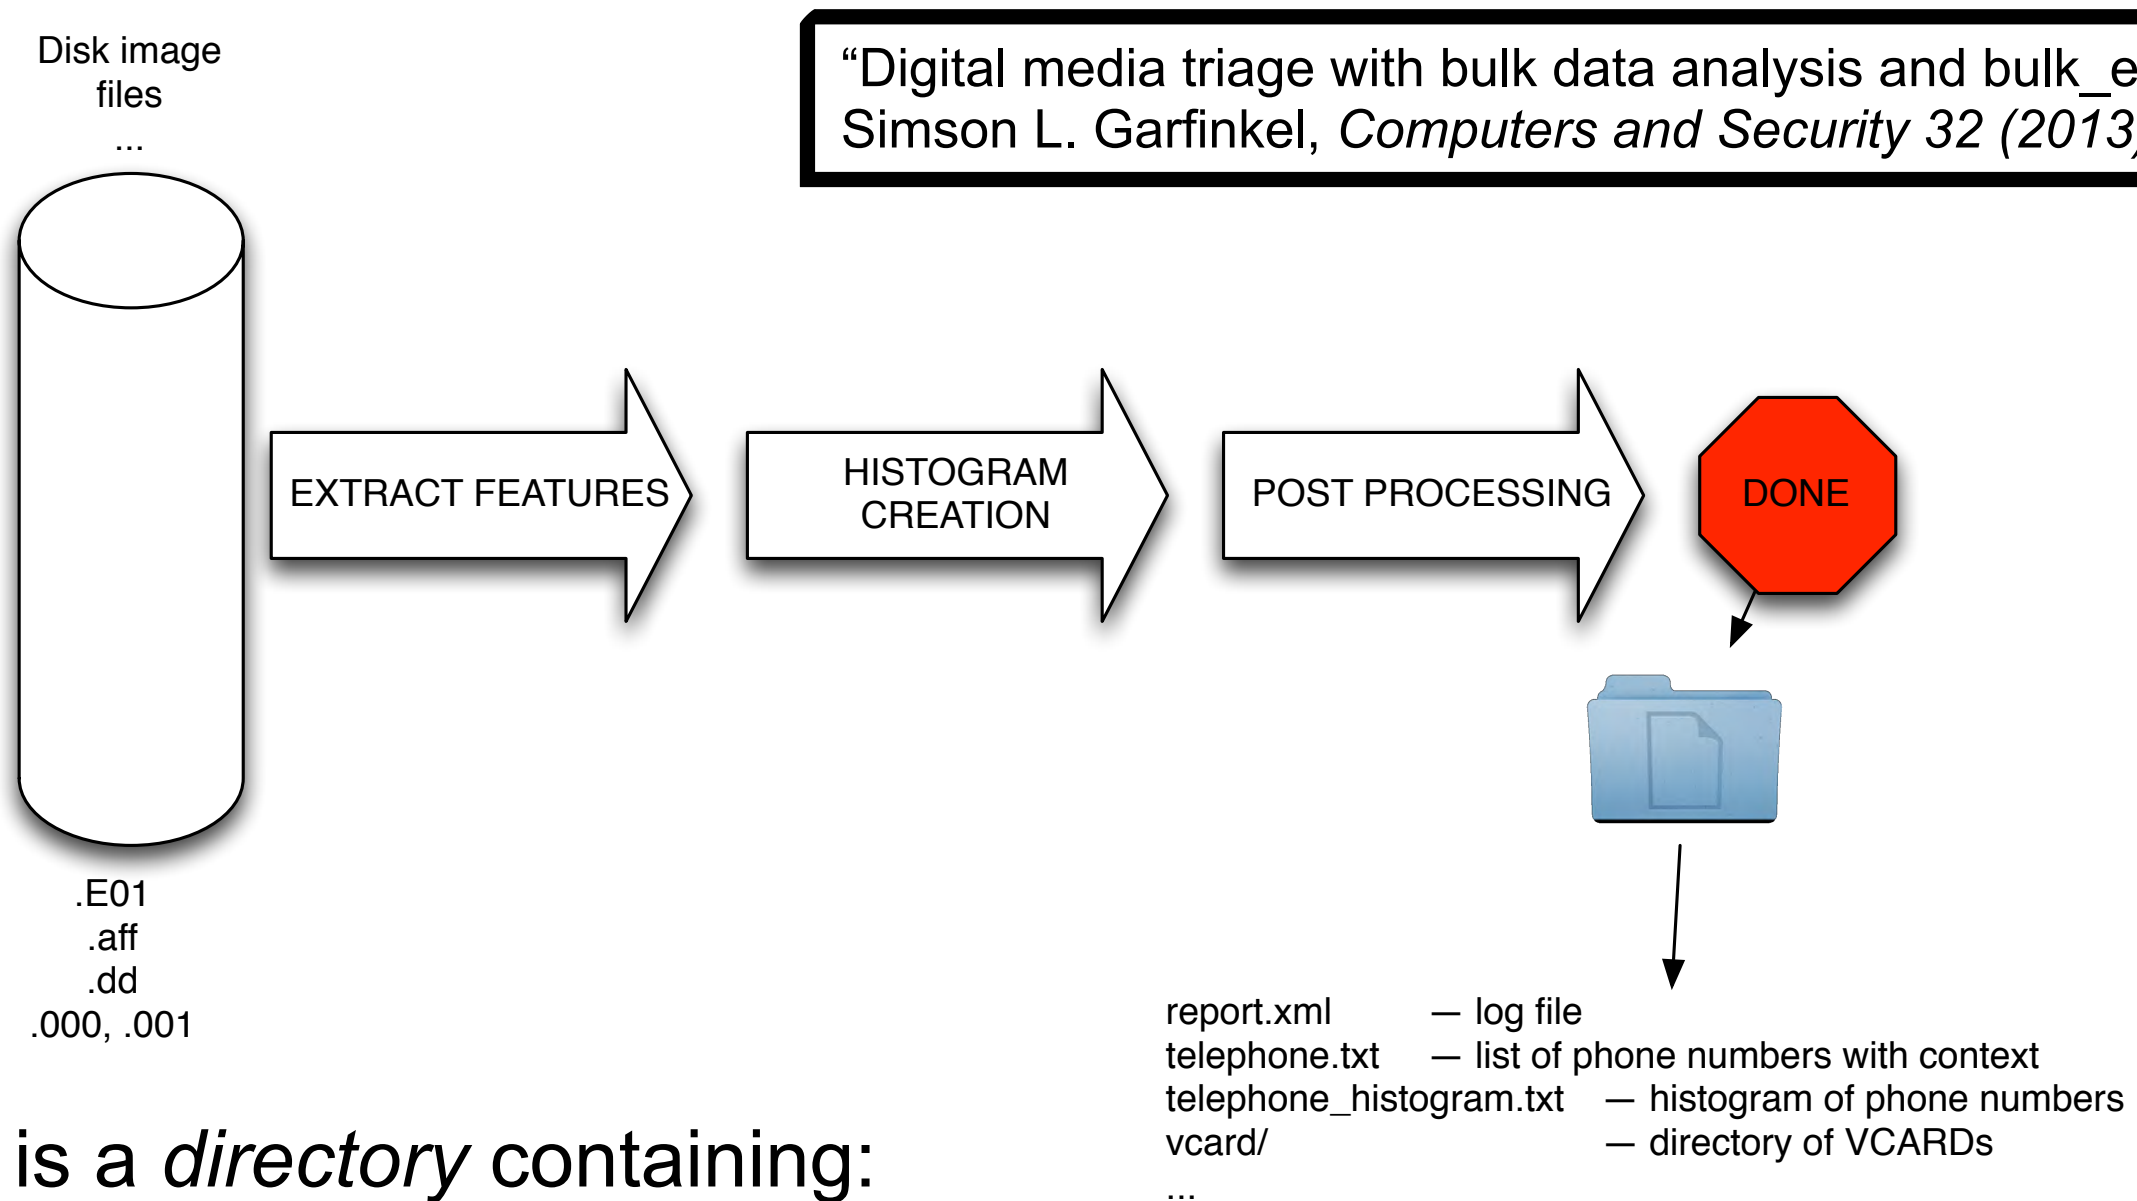 Disk image
files
...
“Digital media triage with bulk data analysis and bulk_e
Simson L. Garfinkel, Computers and Security 32 (2013)
EXTRACT FEATURES
HISTOGRAM
CREATION
POST PROCESSING
DONE
.E01
.aff
.dd
.000, .001
report.xml — log file
telephone.txt — list of phone numbers with context
telephone_histogram.txt — histogram of phone numbers
vcard/ — directory of VCARDs
...
is a directory containing: